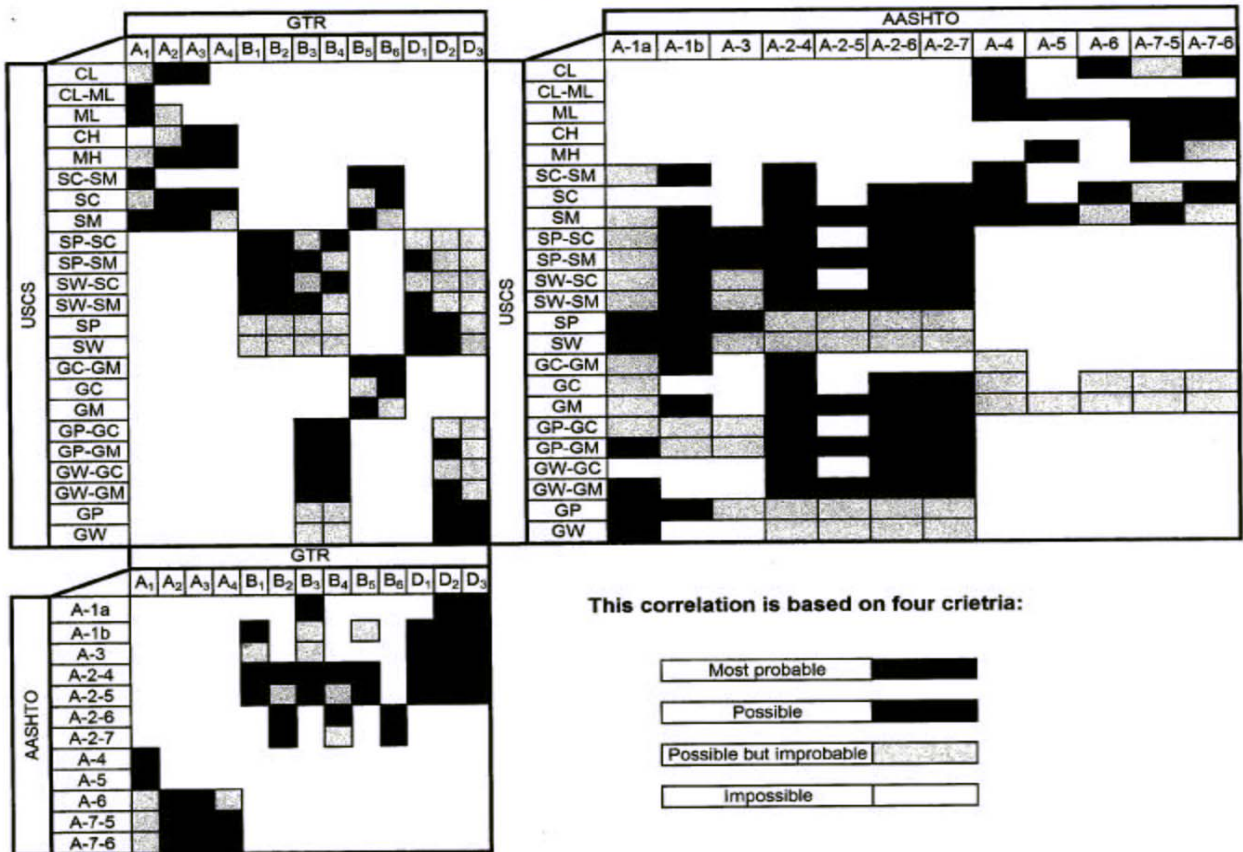 GTR
A₁ A₂ A₃ A₄ B₁ B₂ B₃ B₄ B₅ B₆ D₁ D₂ D₃
USCS
CL
CL-ML
ML
CH
MH
SC-SM
SC
SM
SP-SC
SP-SM
SW-SC
SW-SM
SP
SW
GC-GM
GC
GM
GP-GC
GP-GM
GW-GC
GW-GM
GP
GW
AASHTO
A-1a A-1b A-3 A-2-4 A-2-5 A-2-6 A-2-7 A-4 A-5 A-6 A-7-5 A-7-6
USCS
CL
CL-ML
ML
CH
MH
SC-SM
SC
SM
SP-SC
SP-SM
SW-SC
SW-SM
SP
SW
GC-GM
GC
GM
GP-GC
GP-GM
GW-GC
GW-GM
GP
GW
GTR
A₁ A₂ A₃ A₄ B₁ B₂ B₃ B₄ B₅ B₆ D₁ D₂ D₃
AASHTO
A-1a
A-1b
A-3
A-2-4
A-2-5
A-2-6
A-2-7
A-4
A-5
A-6
A-7-5
A-7-6
This correlation is based on four crietria:
Most probable
Possible
Possible but improbable
Impossible